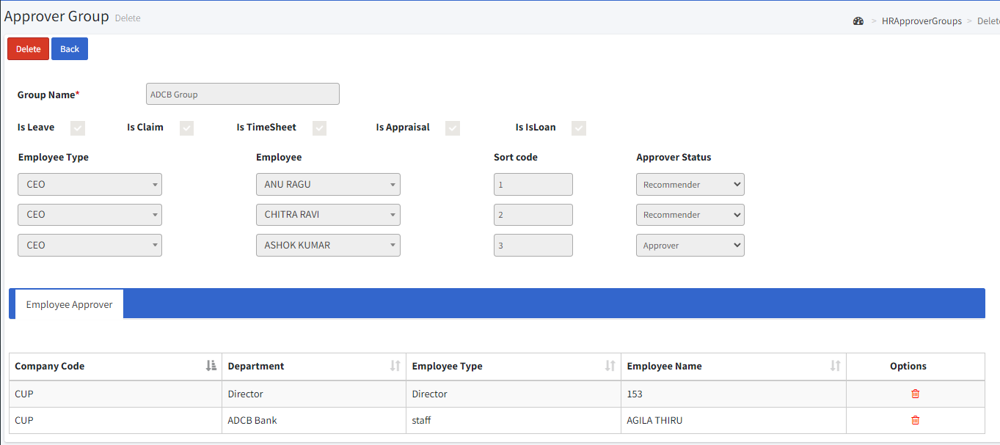 Approver Group Delete
> HRApproverGroups > Delete
Delete Back
Group Name* ADCB Group
Is Leave Is Claim Is TimeSheet Is Appraisal Is IsLoan
Employee Type Employee Sort code Approver Status
CEO ANU RAGU 1 Recommender
CEO CHITRA RAVI 2 Recommender
CEO ASHOK KUMAR 3 Approver
Employee Approver
Company Code Department Employee Type Employee Name Options
CUP Director Director 153
CUP ADCB Bank staff AGILA THIRU